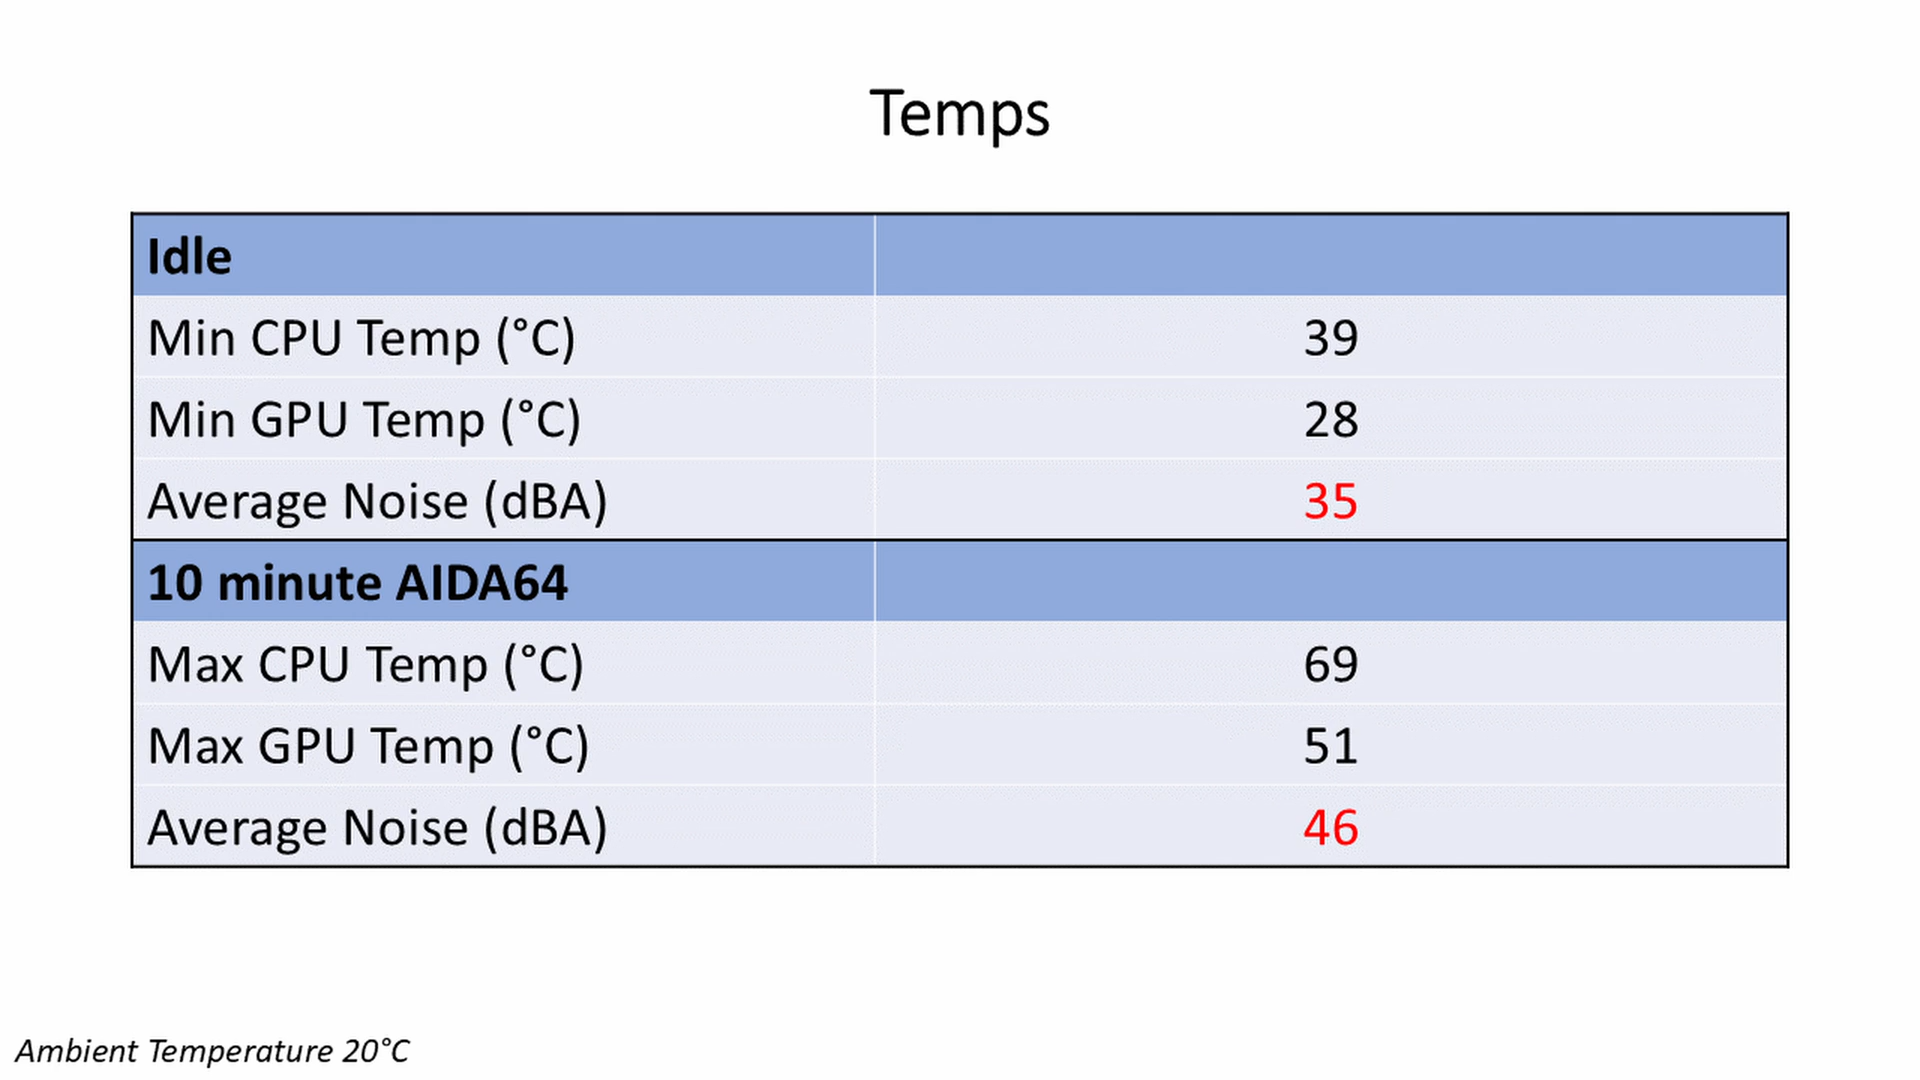 Temps
Idle
Min CPU Temp (°C) 39
Min GPU Temp (°C) 28
Average Noise (dBA) 35
10 minute AIDA64
Max CPU Temp (°C) 69
Max GPU Temp (°C) 51
Average Noise (dBA) 46
Ambient Temperature 20°C